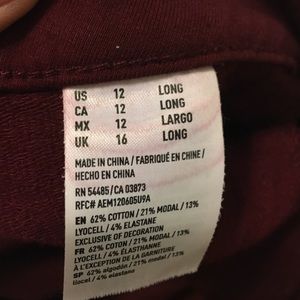 US 12 LONG
CA 12 LONG
MX 12 LARGO
UK 16 LONG
MADE IN CHINA / FABRIQUÉ EN CHINE /
HECHO EN CHINA
RN 54485/CA 03873
RFC# AEM120605U9A
EN 62% COTTON / 21% MODAL / 13%
LYOCELL / 4% ELASTANE
EXCLUSIVE OF DECORATION
FR 62% COTON / 21% MODAL / 13%
LYOCELL / 4% ELASTANE
À L'EXCEPTION DE LA GARNITURE
SP 62% algodón / 21% modal / 13%
liocel / 4% elastano